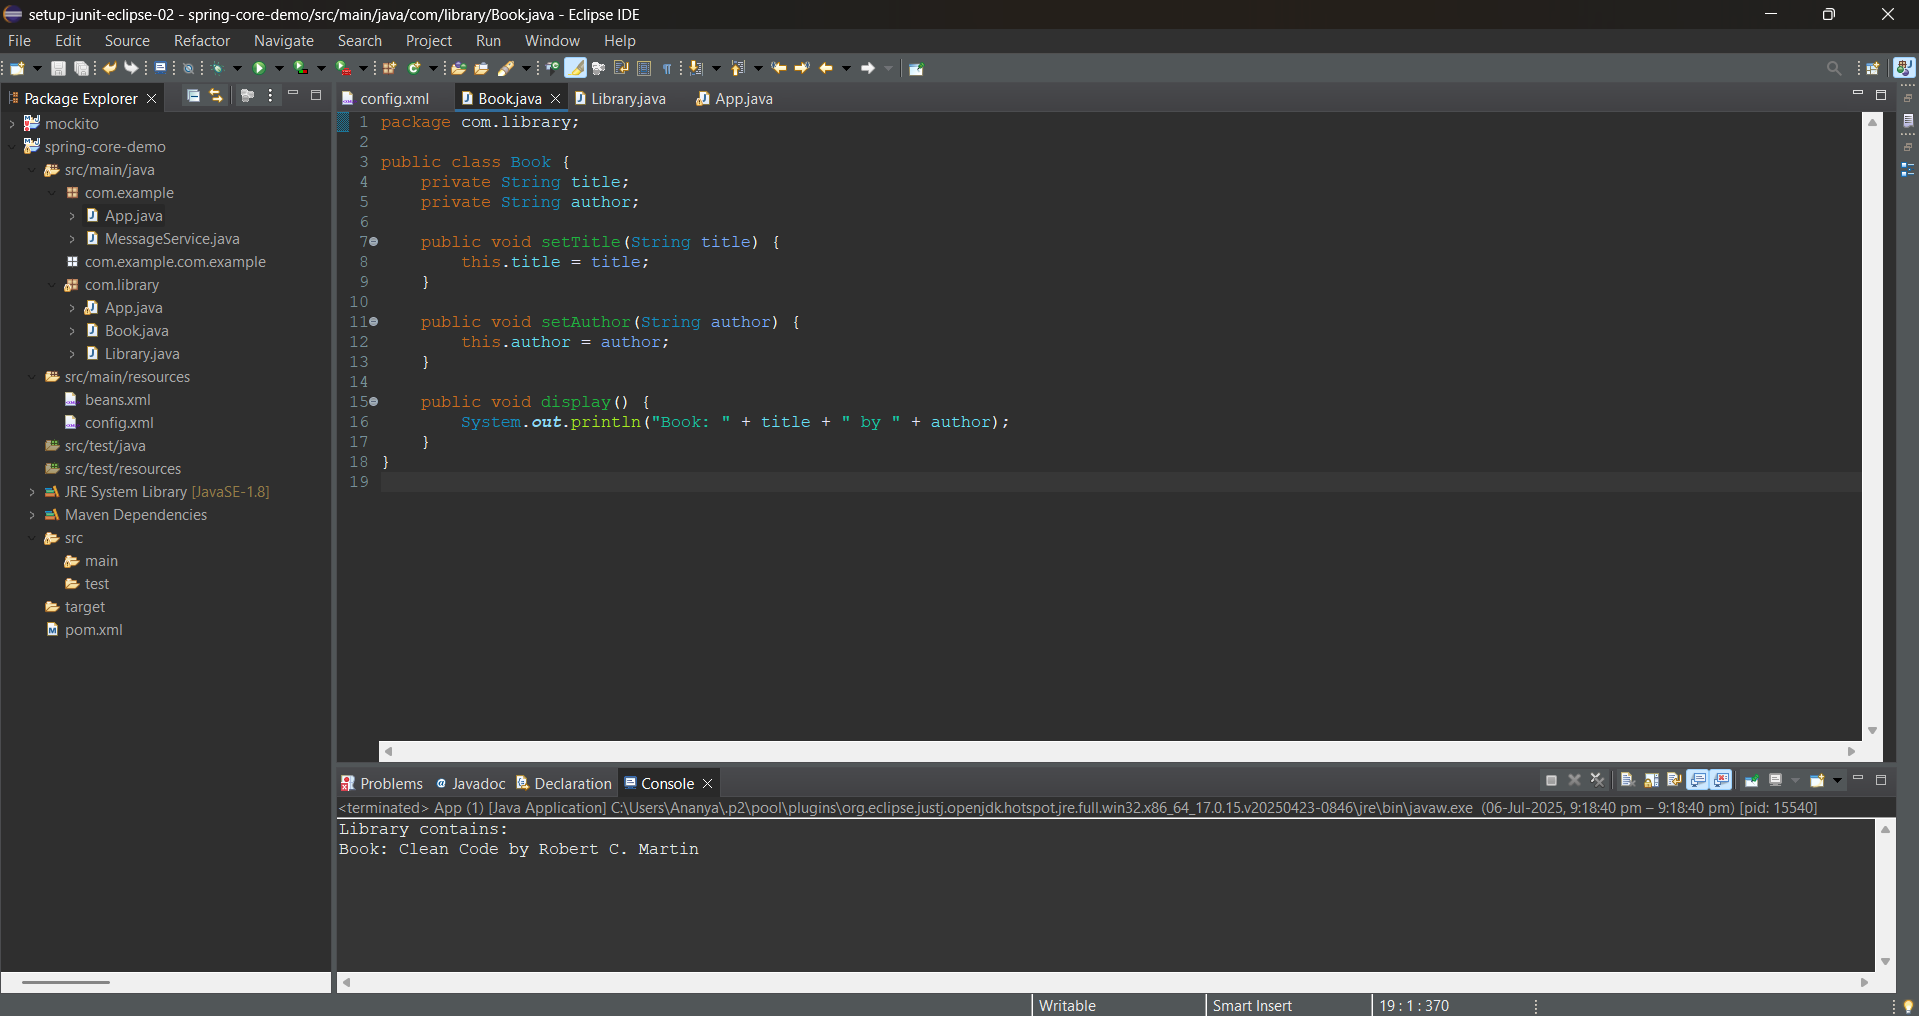 setup-junit-eclipse-02 - spring-core-demo/src/main/java/com/library/Book.java - Eclipse IDE
File Edit Source Refactor Navigate Search Project Run Window Help
Package Explorer
mockito
spring-core-demo
src/main/java
com.example
App.java
MessageService.java
com.example.com.example
com.library
App.java
Book.java
Library.java
src/main/resources
beans.xml
config.xml
src/test/java
src/test/resources
JRE System Library [JavaSE-1.8]
Maven Dependencies
src
main
test
target
pom.xml
config.xml Book.java Library.java App.java
1 package com.library;
2
3 public class Book {
4 private String title;
5 private String author;
6
7 public void setTitle(String title) {
8 this.title = title;
9 }
10
11 public void setAuthor(String author) {
12 this.author = author;
13 }
14
15 public void display() {
16 System.out.println("Book: " + title + " by " + author);
17 }
18 }
19
Problems Javadoc Declaration Console
<terminated> App (1) [Java Application] C:\Users\Ananya\.p2\pool\plugins\org.eclipse.justj.openjdk.hotspot.jre.full.win32.x86_64_17.0.15.v20250423-0846\jre\bin\javaw.exe (06-Jul-2025, 9:18:40 pm – 9:18:40 pm) [pid: 15540]
Library contains:
Book: Clean Code by Robert C. Martin
Writable Smart Insert 19 : 1 : 370